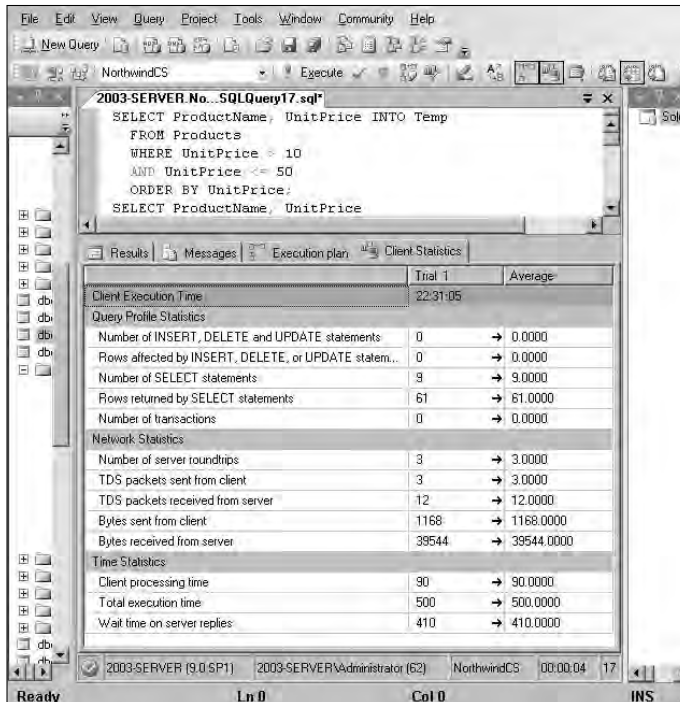 File Edit View Query Project Tools Window Community Help
New Query
NorthwindCS Execute
2003-SERVER.No...SQLQuery17.sql*
SELECT ProductName, UnitPrice INTO Temp
FROM Products
WHERE UnitPrice > 10
AND UnitPrice <= 50
ORDER BY UnitPrice;
SELECT ProductName, UnitPrice
Results Messages Execution plan Client Statistics
Trial 1 Average
Client Execution Time 22:31:05
Query Profile Statistics
Number of INSERT, DELETE and UPDATE statements 0 → 0.0000
Rows affected by INSERT, DELETE, or UPDATE statem... 0 → 0.0000
Number of SELECT statements 9 → 9.0000
Rows returned by SELECT statements 61 → 61.0000
Number of transactions 0 → 0.0000
Network Statistics
Number of server roundtrips 3 → 3.0000
TDS packets sent from client 3 → 3.0000
TDS packets received from server 12 → 12.0000
Bytes sent from client 1168 → 1168.0000
Bytes received from server 39544 → 39544.0000
Time Statistics
Client processing time 90 → 90.0000
Total execution time 500 → 500.0000
Wait time on server replies 410 → 410.0000
2003-SERVER (9.0 SP1) 2003-SERVER\Administrator (62) NorthwindCS 00:00:04 17
Ready Ln 0 Col 0 INS